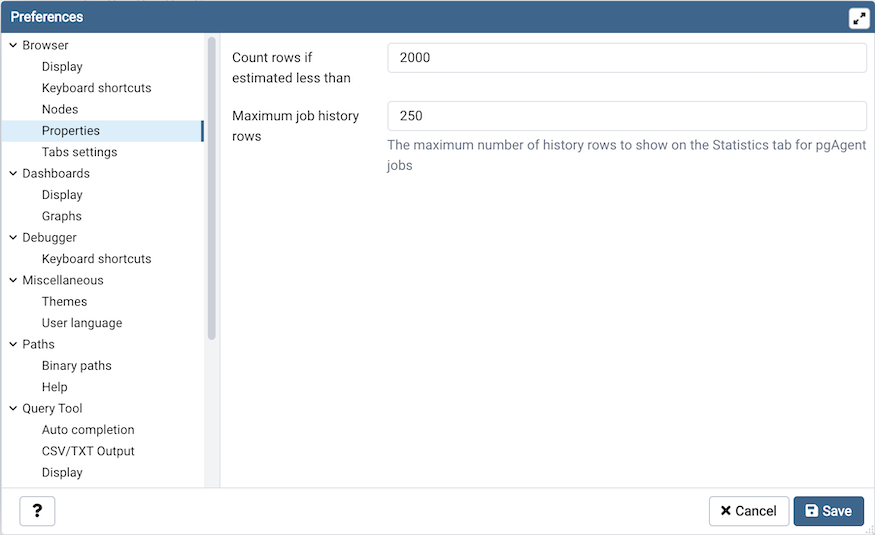 Preferences
Browser
Display
Keyboard shortcuts
Nodes
Properties
Tabs settings
Dashboards
Display
Graphs
Debugger
Keyboard shortcuts
Miscellaneous
Themes
User language
Paths
Binary paths
Help
Query Tool
Auto completion
CSV/TXT Output
Display
Count rows if
estimated less than
2000
Maximum job history
rows
250
The maximum number of history rows to show on the Statistics tab for pgAgent
jobs
?
Cancel
Save